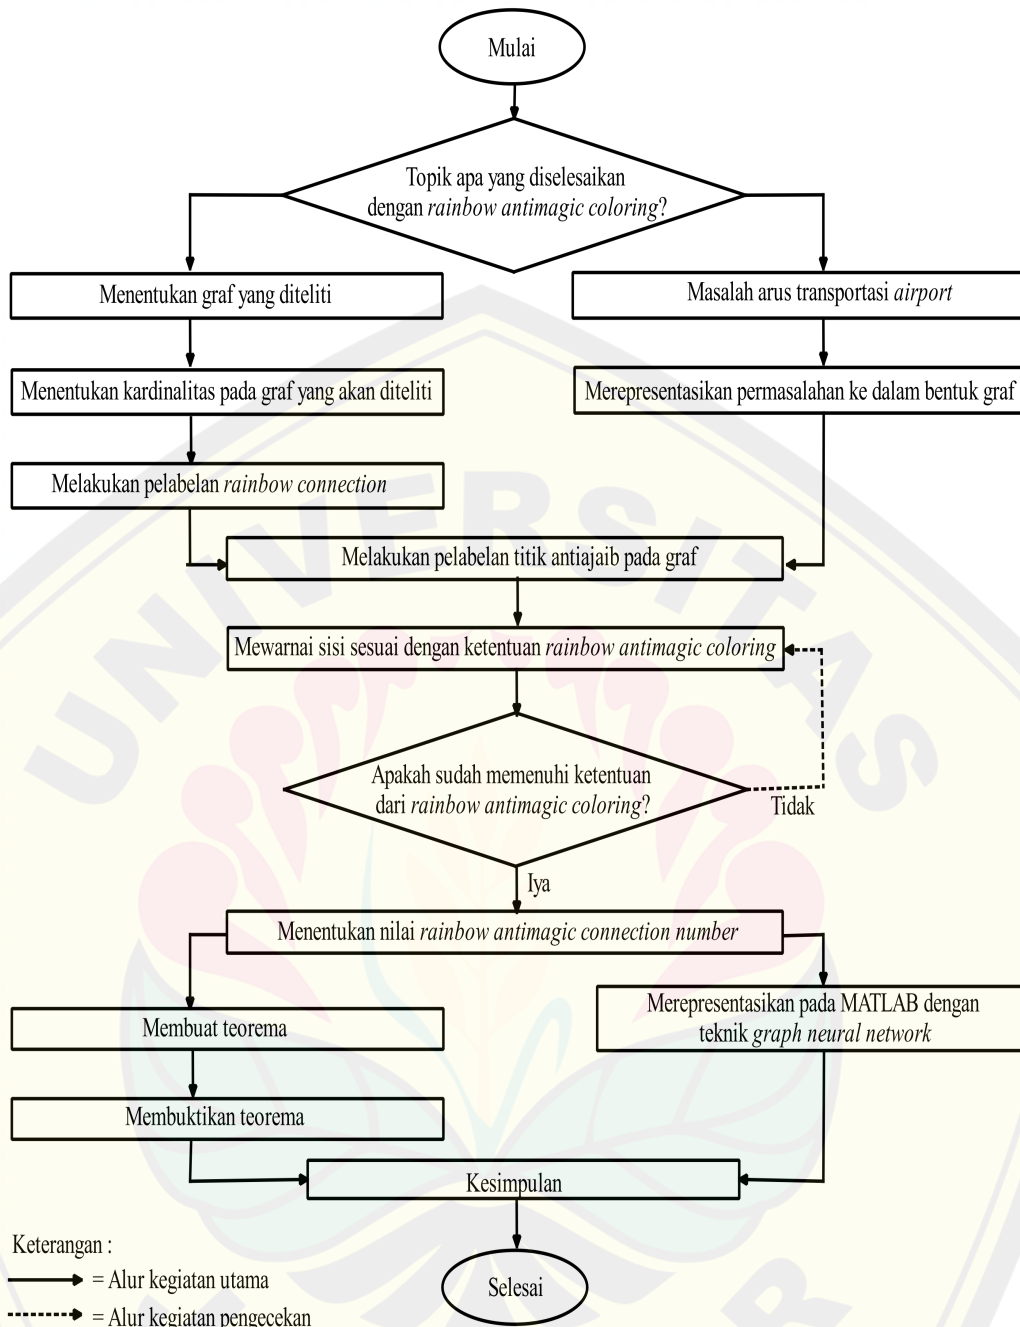 Mulai
Topik apa yang diselesaikan
dengan rainbow antimagic coloring?
Menentukan graf yang diteliti
Masalah arus transportasi airport
Menentukan kardinalitas pada graf yang akan diteliti
Merepresentasikan permasalahan ke dalam bentuk graf
Melakukan pelabelan rainbow connection
UNIVERSITAS
Melakukan pelabelan titik antiajaib pada graf
Mewarnai sisi sesuai dengan ketentuan rainbow antimagic coloring
Apakah sudah memenuhi ketentuan
dari rainbow antimagic coloring?
Tidak
Iya
Menentukan nilai rainbow antimagic connection number
Membuat teorema
Merepresentasikan pada MATLAB dengan
teknik graph neural network
Membuktikan teorema
Kesimpulan
Keterangan :
= Alur kegiatan utama
= Alur kegiatan pengecekan
Selesai